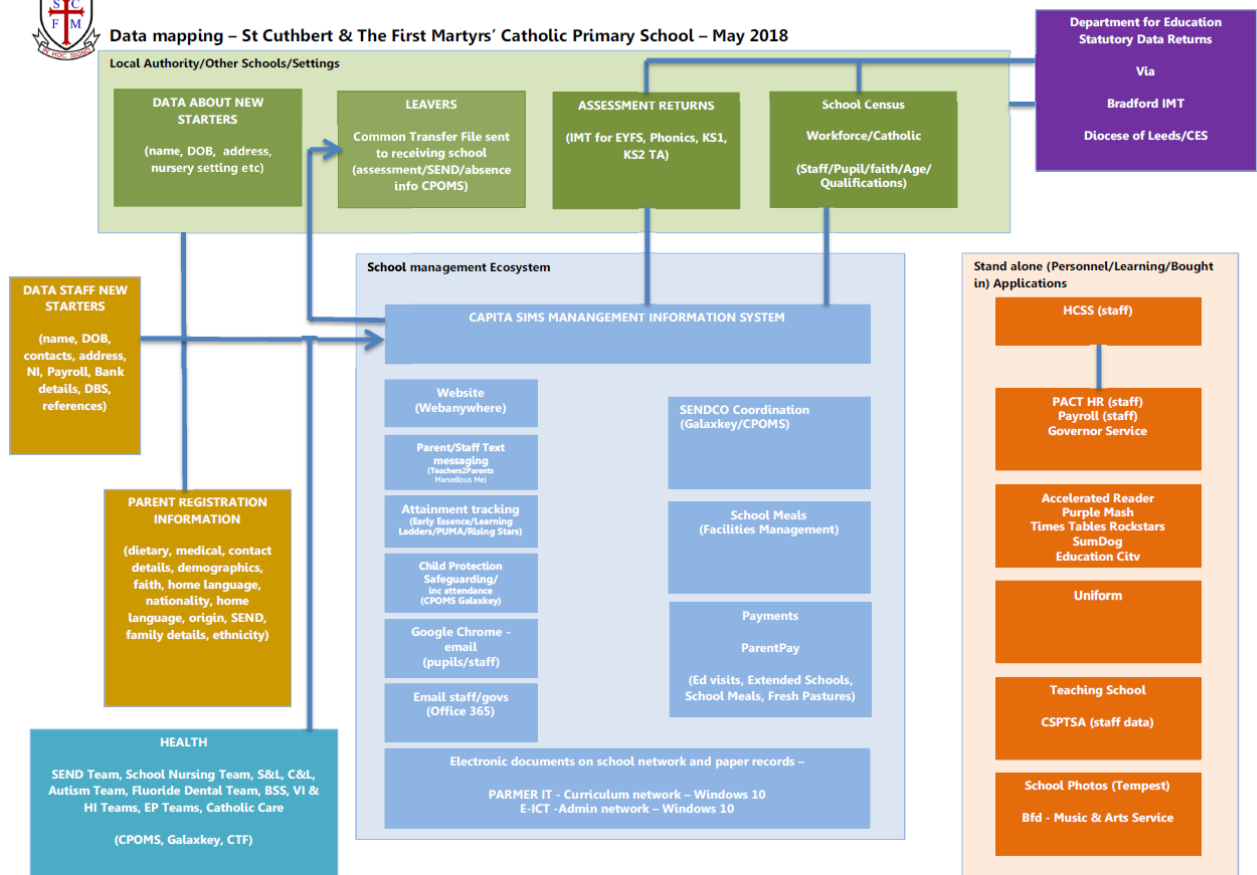 S C
F M
IN HOC SIGNO
Data mapping – St Cuthbert & The First Martyrs’ Catholic Primary School – May 2018
Department for Education
Statutory Data Returns
Via
Bradford IMT
Diocese of Leeds/CES
Local Authority/Other Schools/Settings
DATA ABOUT NEW
STARTERS
(name, DOB, address,
nursery setting etc)
LEAVERS
Common Transfer File sent
to receiving school
(assessment/SEND/absence
info CPOMS)
ASSESSMENT RETURNS
(IMT for EYFS, Phonics, KS1,
KS2 TA)
School Census
Workforce/Catholic
(Staff/Pupil/faith/Age/
Qualifications)
DATA STAFF NEW
STARTERS
(name, DOB,
contacts, address,
NI, Payroll, Bank
details, DBS,
references)
PARENT REGISTRATION
INFORMATION
(dietary, medical, contact
details, demographics,
faith, home language,
nationality, home
language, origin, SEND,
family details, ethnicity)
HEALTH
SEND Team, School Nursing Team, S&L, C&L,
Autism Team, Fluoride Dental Team, BSS, VI &
HI Teams, EP Teams, Catholic Care
(CPOMS, Galaxkey, CTF)
School management Ecosystem
CAPITA SIMS MANANGEMENT INFORMATION SYSTEM
Website
(Webanywhere)
Parent/Staff Text
messaging
(Teachers2Parents
Marvellous Me)
Attainment tracking
(Early Essence/Learning
Ladders/PUMA/Rising Stars)
Child Protection
Safeguarding/
Inc attendance
(CPOMS Galaxkey)
Google Chrome -
email
(pupils/staff)
Email staff/govs
(Office 365)
SENDCO Coordination
(Galaxkey/CPOMS)
School Meals
(Facilities Management)
Payments
ParentPay
(Ed visits, Extended Schools,
School Meals, Fresh Pastures)
Electronic documents on school network and paper records –
PARMER IT - Curriculum network – Windows 10
E-ICT -Admin network – Windows 10
Stand alone (Personnel/Learning/Bought
in) Applications
HCSS (staff)
PACT HR (staff)
Payroll (staff)
Governor Service
Accelerated Reader
Purple Mash
Times Tables Rockstars
SumDog
Education City
Uniform
Teaching School
CSPTSA (staff data)
School Photos (Tempest)
Bfd - Music & Arts Service